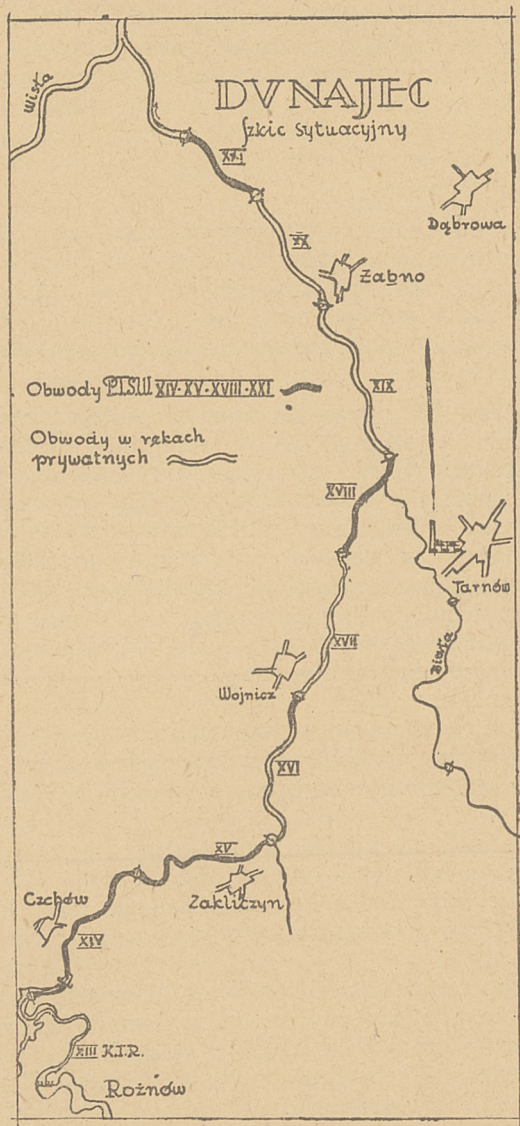 Wisła
DUNAJEC
Szkic sytuacyjny
XXI
Dąbrowa
XX
Żabno
Obwody P.T.S.W. XIV-XV-XVIII-XXI
XIX
Obwody w rękach
prywatnych
XVIII
Tarnów
Biała
XVII
Wojnicz
XVI
XV
Czchów
Zakliczyn
XIV
XIII K.T.R.
Rożnów